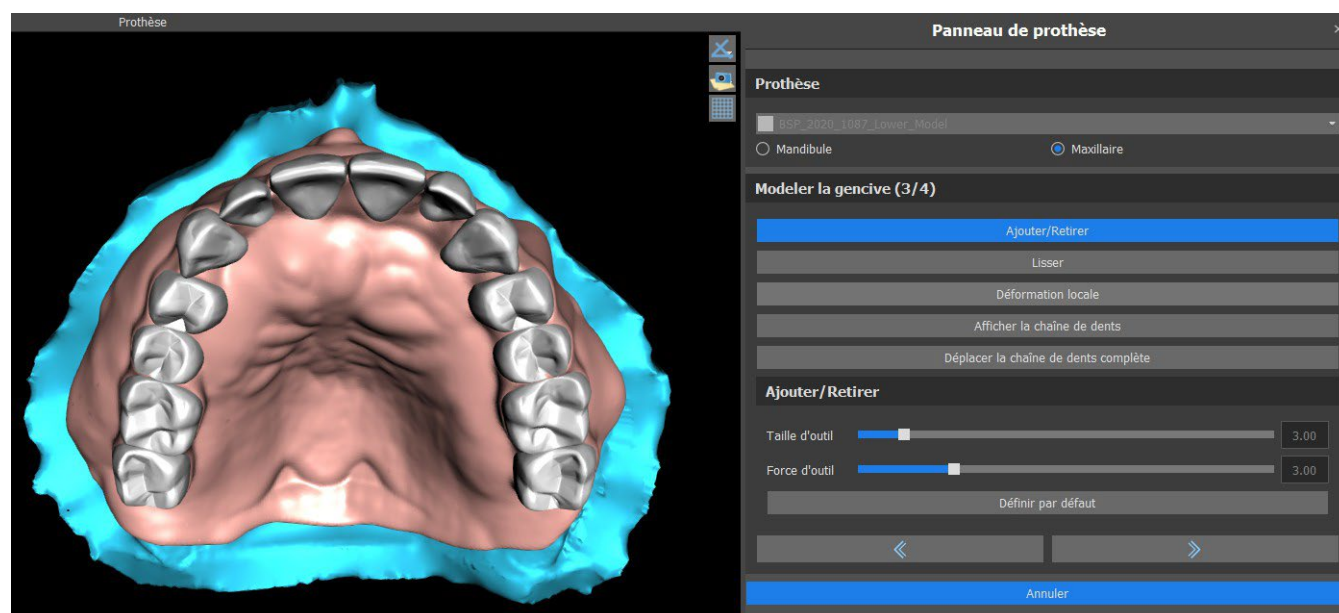 Prothèse
Panneau de prothèse
Prothèse
BSP_2020_1087_Lower_Model
Mandibule
Maxillaire
Modeler la gencive (3/4)
Ajouter/Retirer
Lisser
Déformation locale
Afficher la chaîne de dents
Déplacer la chaîne de dents complète
Ajouter/Retirer
Taille d'outil 3.00
Force d'outil 3.00
Définir par défaut
Annuler